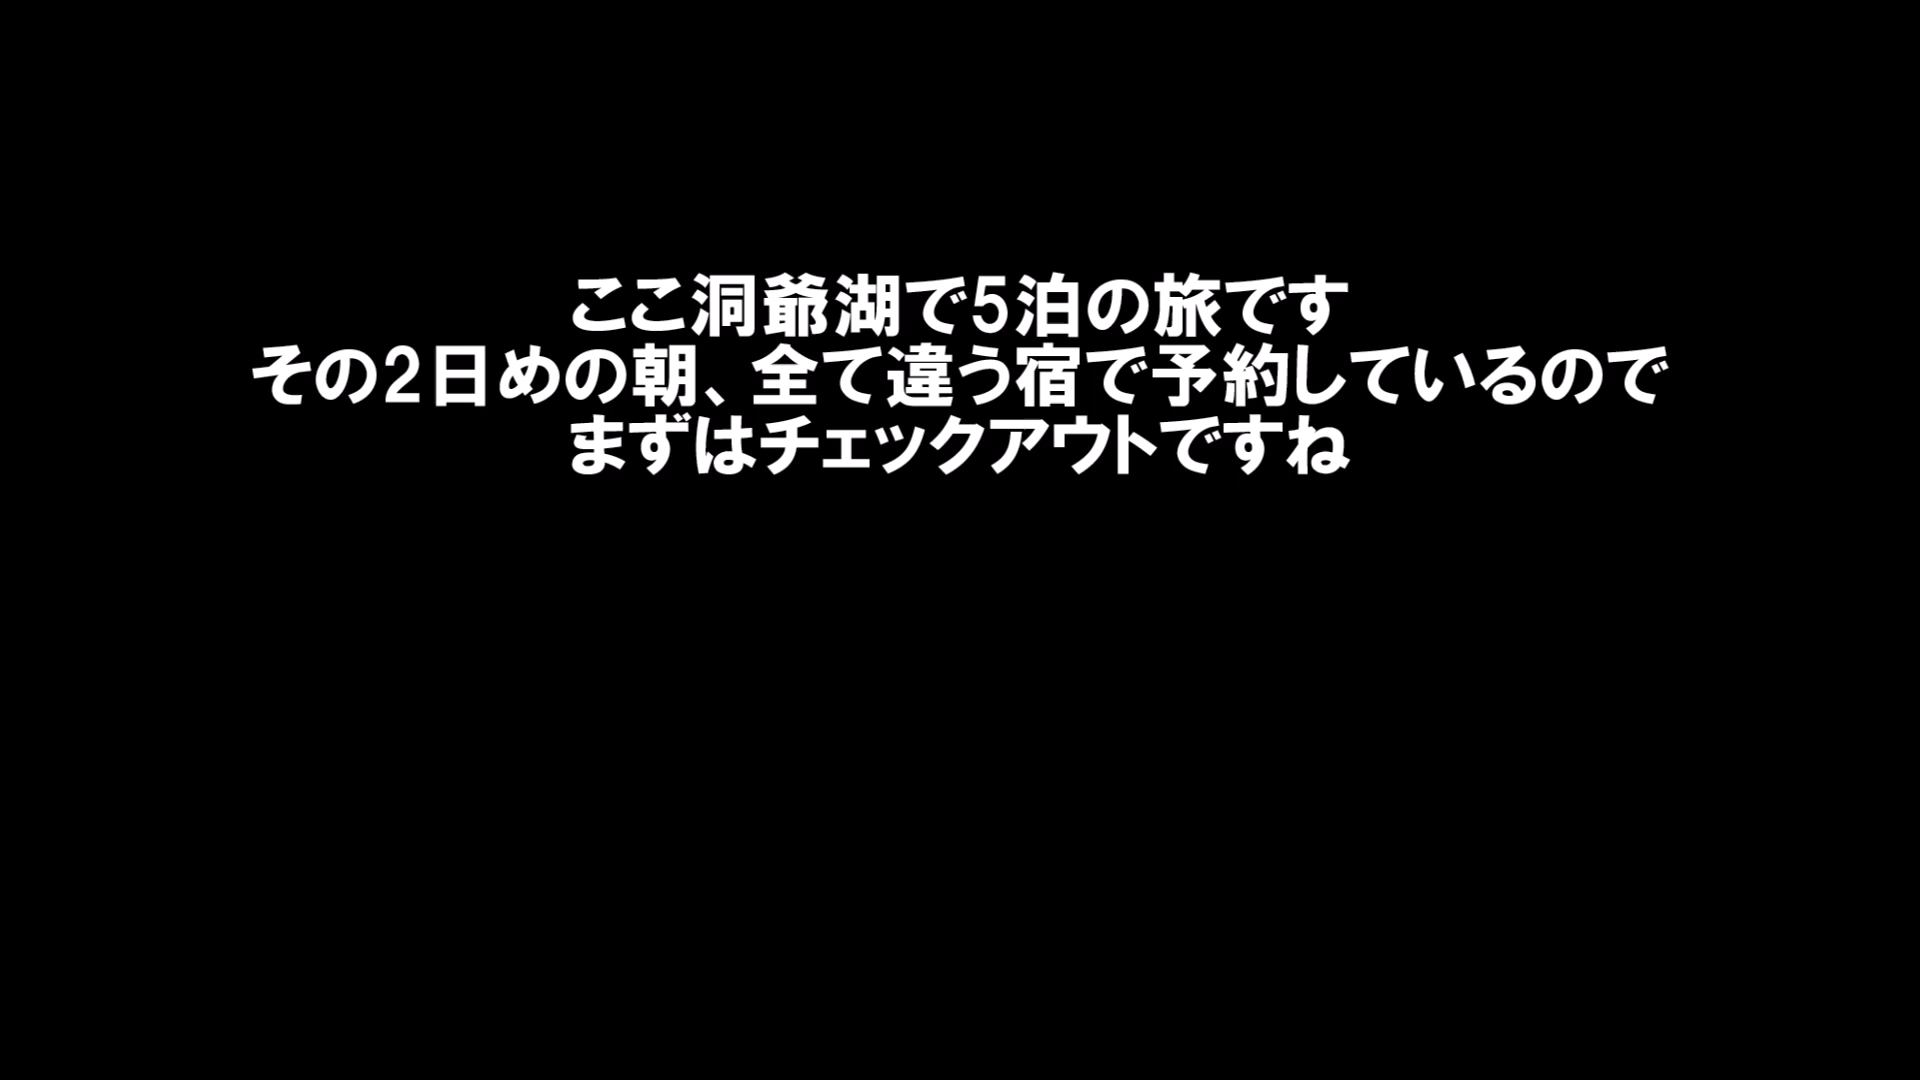 ここ洞爺湖で5泊の旅です
その2日めの朝、全て違う宿で予約しているので
まずはチェックアウトですね